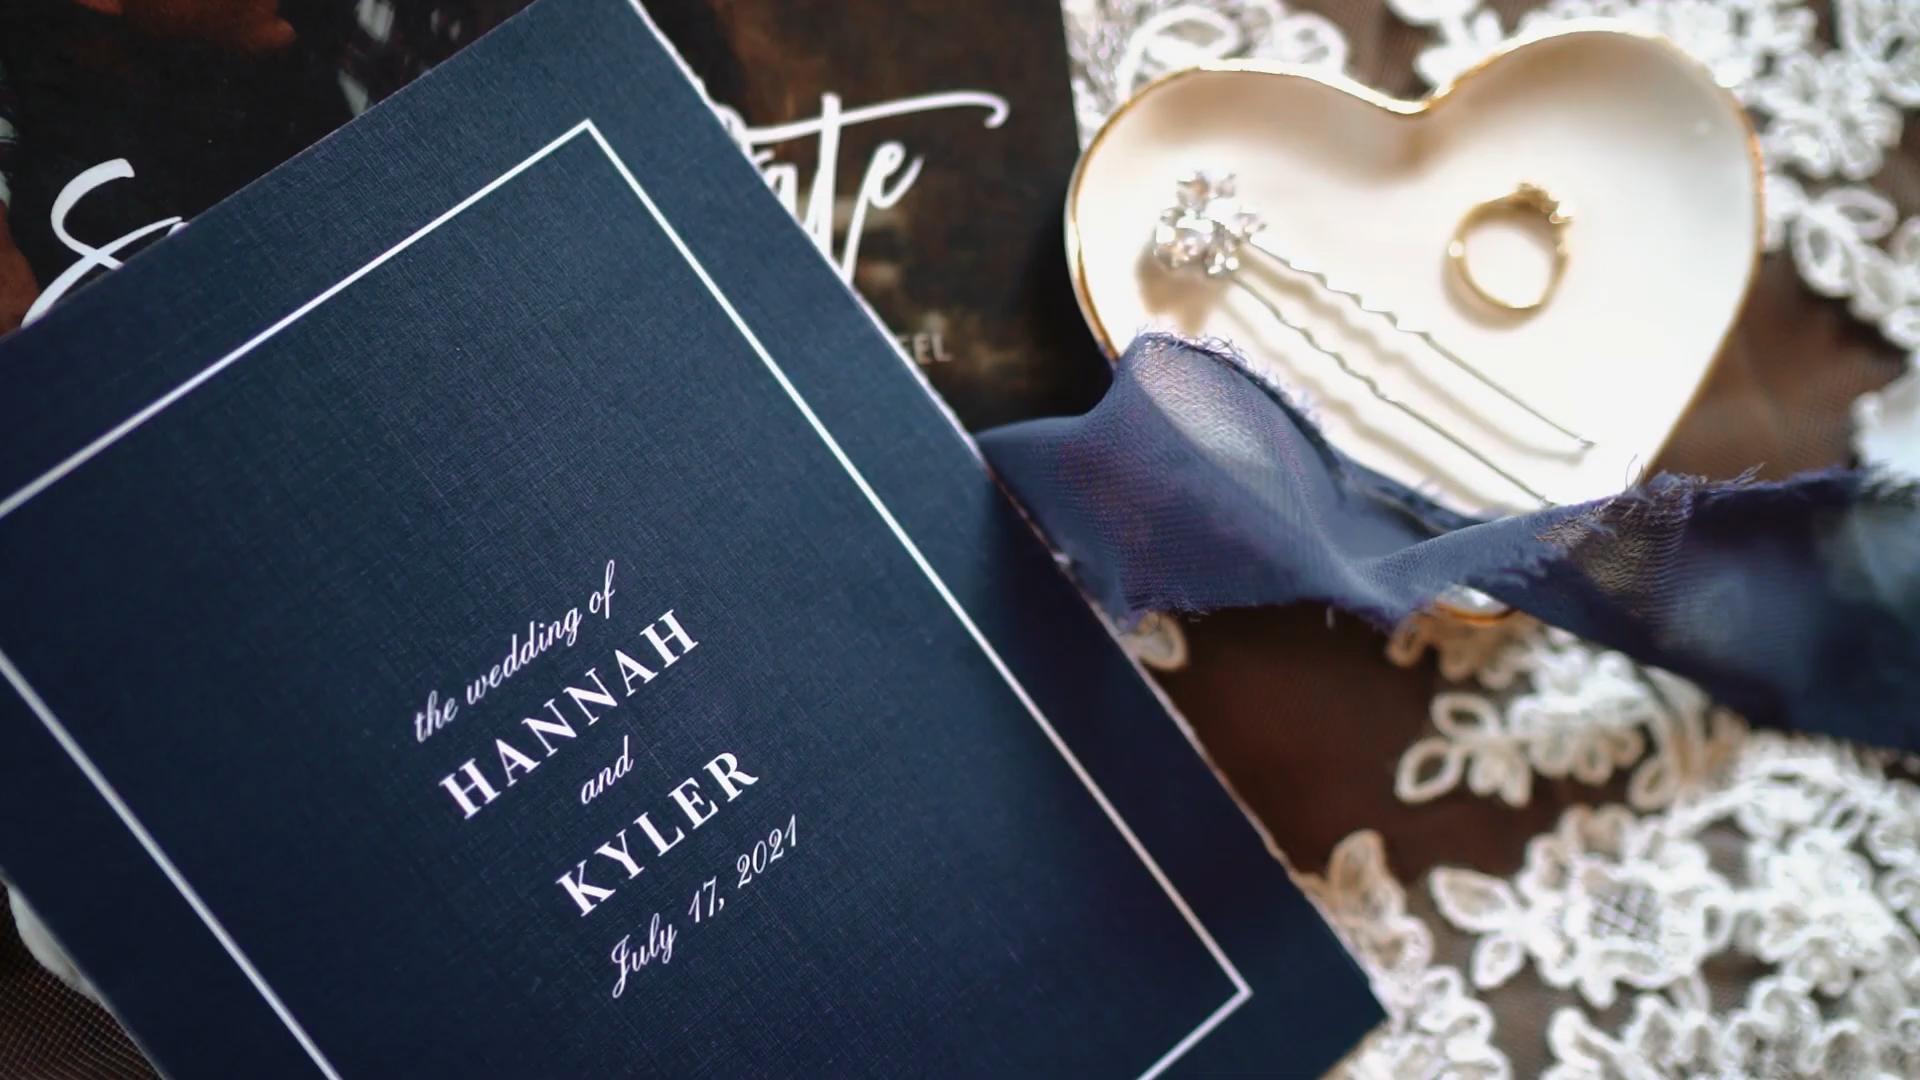 the wedding of
HANNAH
and
KYLER
July 17, 2021